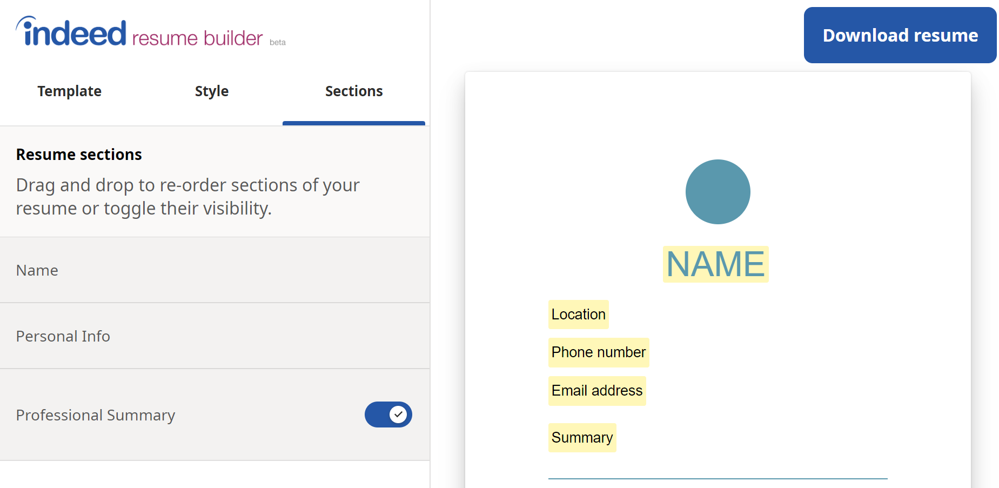 indeed resume builder beta
Download resume
Template Style Sections
Resume sections
Drag and drop to re-order sections of your
resume or toggle their visibility.
Name
Personal Info
Professional Summary
NAME
Location
Phone number
Email address
Summary